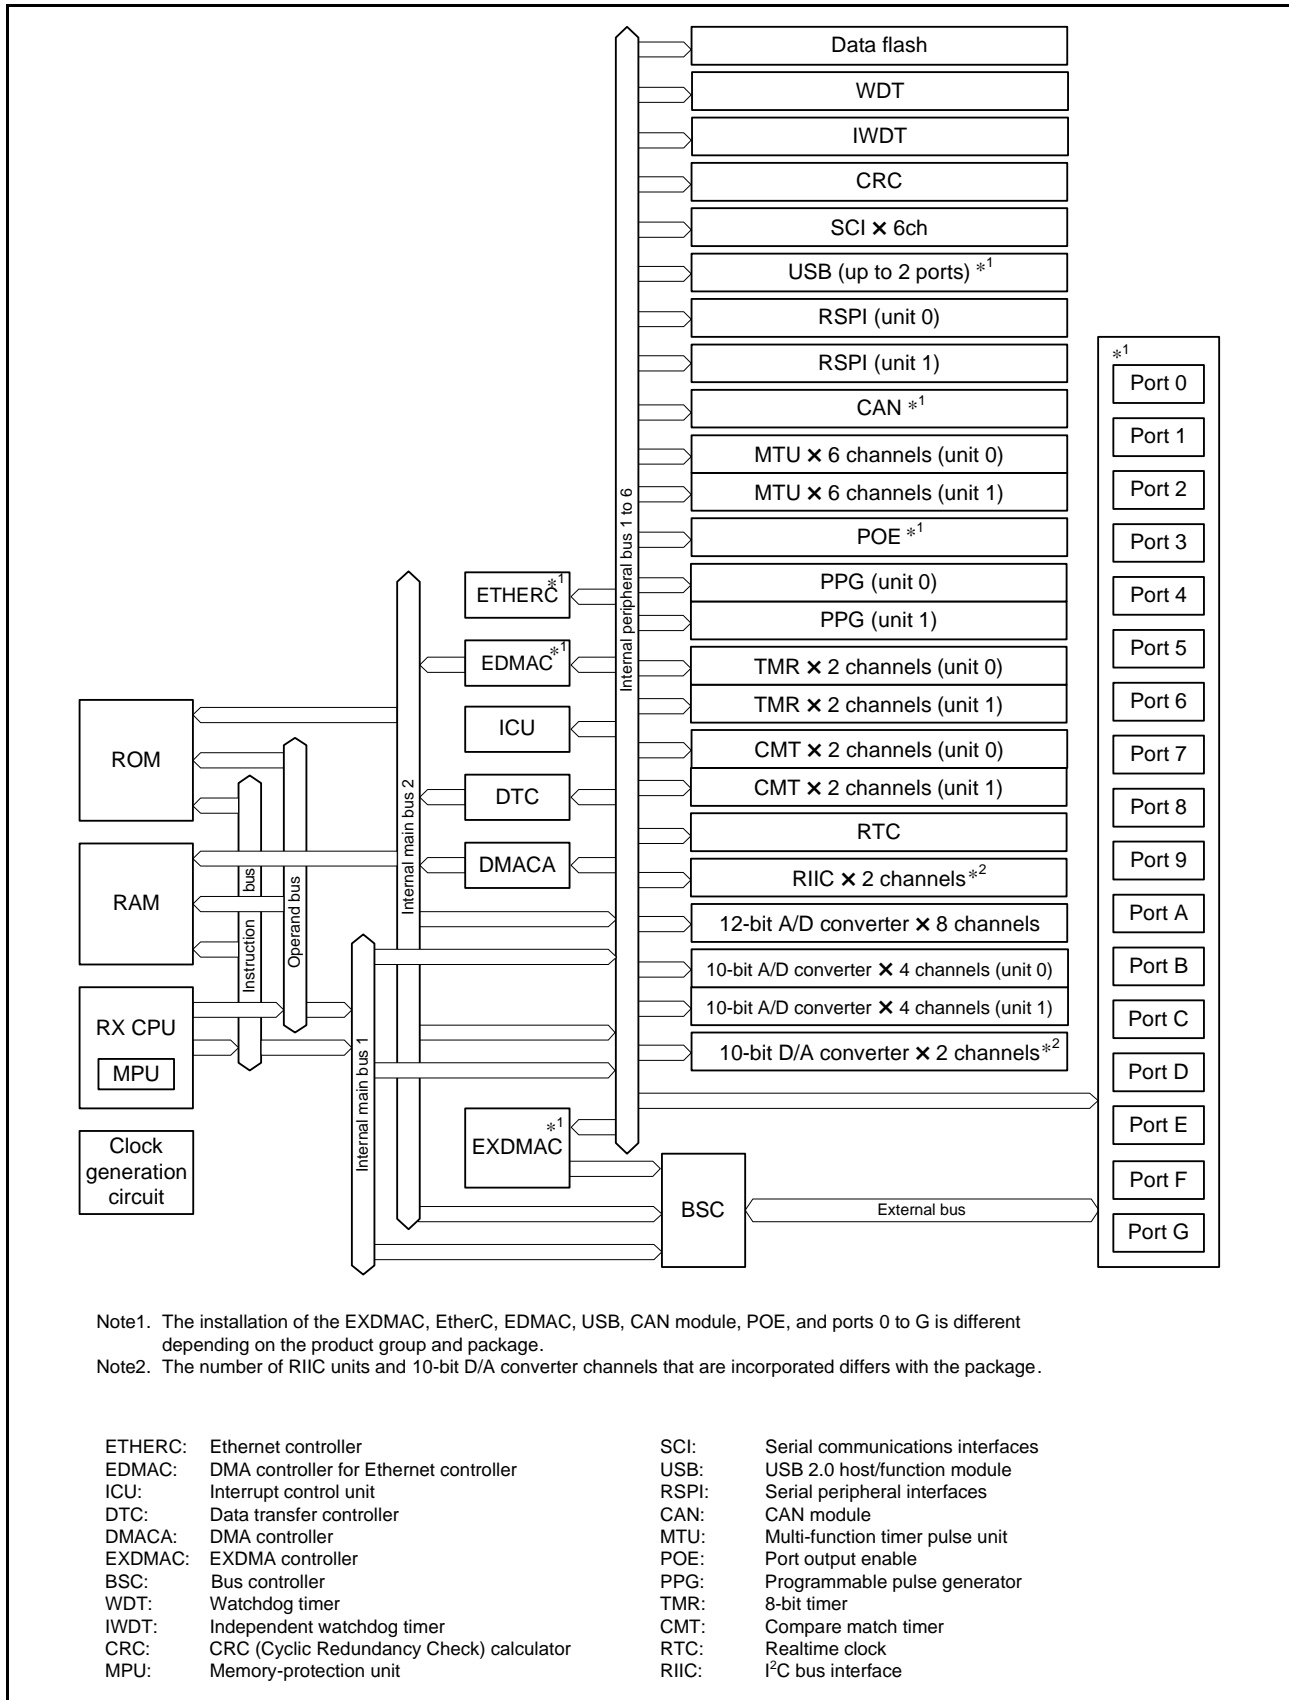 Data flash
WDT
IWDT
CRC
SCI × 6ch
USB (up to 2 ports) *1
RSPI (unit 0)
RSPI (unit 1)
CAN *1
MTU × 6 channels (unit 0)
MTU × 6 channels (unit 1)
POE *1
PPG (unit 0)
PPG (unit 1)
TMR × 2 channels (unit 0)
TMR × 2 channels (unit 1)
CMT × 2 channels (unit 0)
CMT × 2 channels (unit 1)
RTC
RIIC × 2 channels*2
12-bit A/D converter × 8 channels
10-bit A/D converter × 4 channels (unit 0)
10-bit A/D converter × 4 channels (unit 1)
10-bit D/A converter × 2 channels*2
*1
Port 0
Port 1
Port 2
Port 3
Port 4
Port 5
Port 6
Port 7
Port 8
Port 9
Port A
Port B
Port C
Port D
Port E
Port F
Port G
Internal peripheral bus 1 to 6
ETHERC*1
EDMAC*1
ICU
DTC
DMACA
EXDMAC *1
BSC
External bus
Internal main bus 2
Internal main bus 1
Operand bus
Instruction bus
ROM
RAM
RX CPU
MPU
Clock
generation
circuit
Note1. The installation of the EXDMAC, EtherC, EDMAC, USB, CAN module, POE, and ports 0 to G is different
depending on the product group and package.
Note2. The number of RIIC units and 10-bit D/A converter channels that are incorporated differs with the package.
ETHERC: Ethernet controller
EDMAC: DMA controller for Ethernet controller
ICU: Interrupt control unit
DTC: Data transfer controller
DMACA: DMA controller
EXDMAC: EXDMA controller
BSC: Bus controller
WDT: Watchdog timer
IWDT: Independent watchdog timer
CRC: CRC (Cyclic Redundancy Check) calculator
MPU: Memory-protection unit
SCI: Serial communications interfaces
USB: USB 2.0 host/function module
RSPI: Serial peripheral interfaces
CAN: CAN module
MTU: Multi-function timer pulse unit
POE: Port output enable
PPG: Programmable pulse generator
TMR: 8-bit timer
CMT: Compare match timer
RTC: Realtime clock
RIIC: I2C bus interface